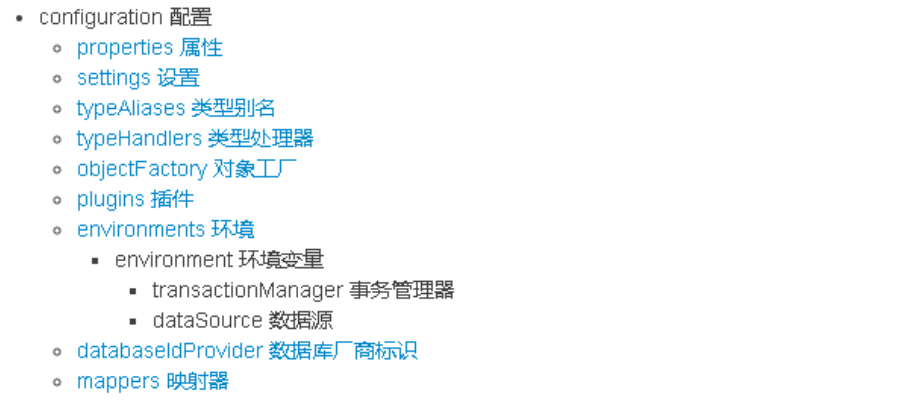 configuration 配置
properties 属性
settings 设置
typeAliases 类型别名
typeHandlers 类型处理器
objectFactory 对象工厂
plugins 插件
environments 环境
environment 环境变量
transactionManager 事务管理器
dataSource 数据源
databaseIdProvider 数据库厂商标识
mappers 映射器